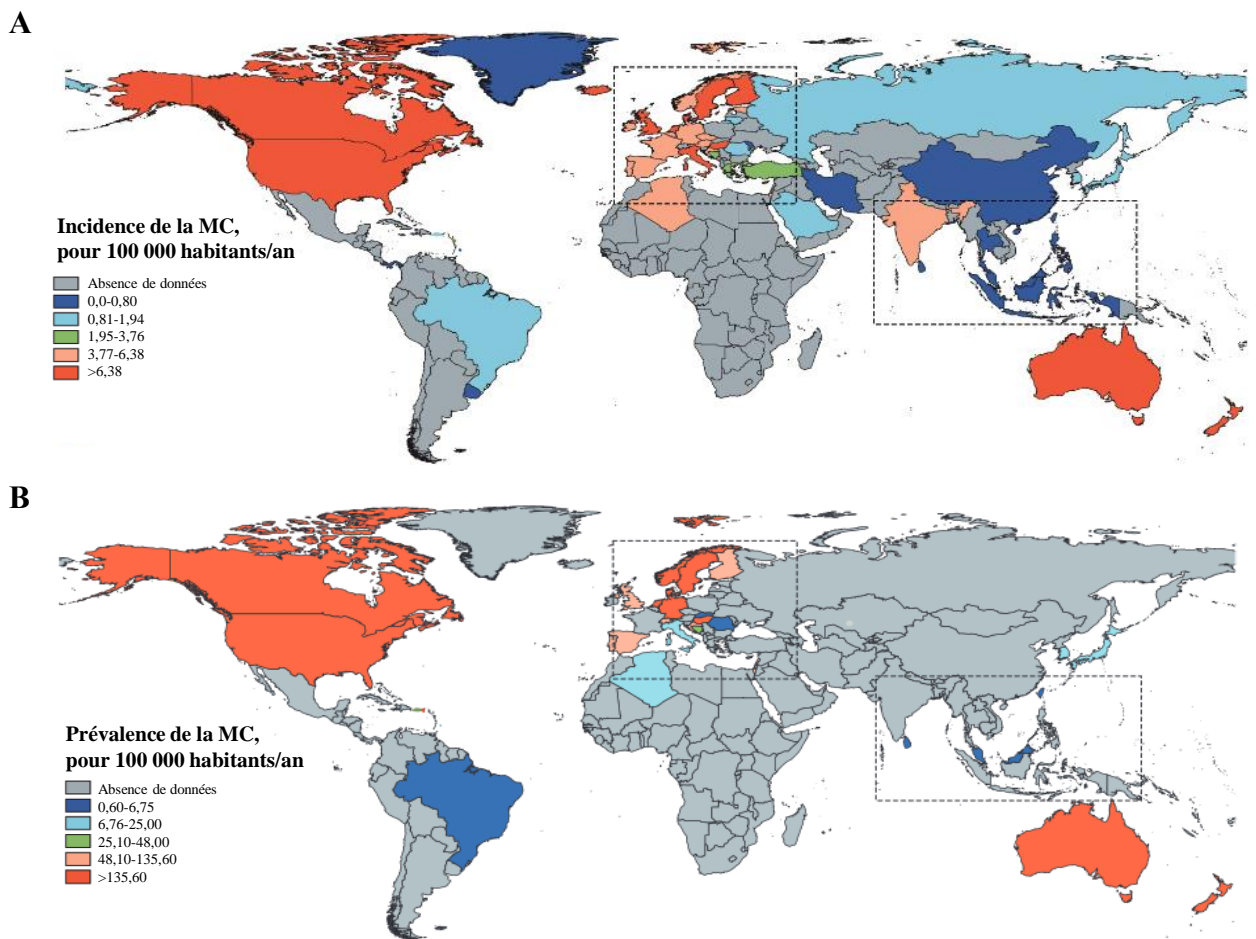 A
Incidence de la MC,
pour 100 000 habitants/an
Absence de données
0,0-0,80
0,81-1,94
1,95-3,76
3,77-6,38
>6,38
B
Prévalence de la MC,
pour 100 000 habitants/an
Absence de données
0,60-6,75
6,76-25,00
25,10-48,00
48,10-135,60
>135,60